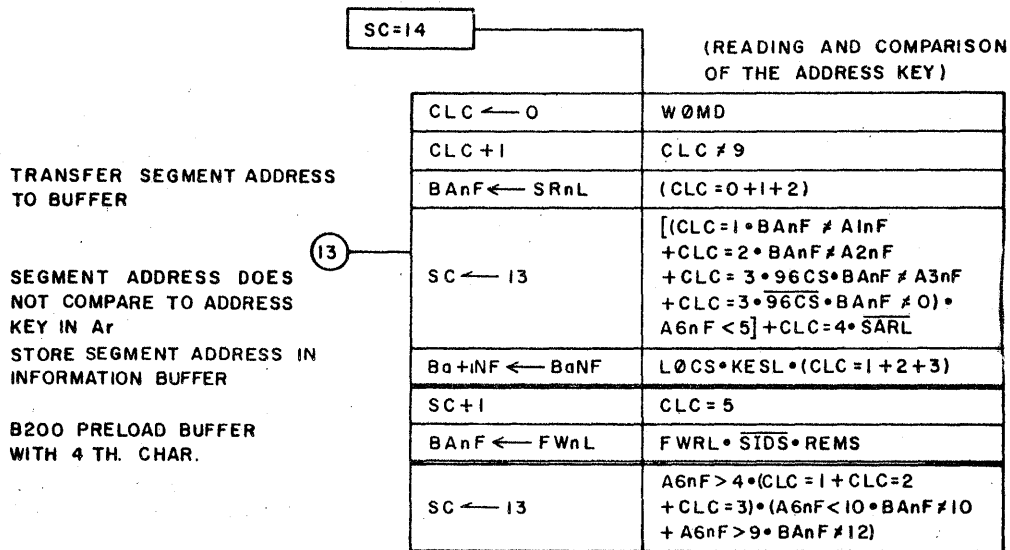 SC=14
(READING AND COMPARISON
OF THE ADDRESS KEY)
CLC ← 0
WØMD
CLC +1
CLC ≠ 9
TRANSFER SEGMENT ADDRESS
TO BUFFER
BAnF ← SRnL
(CLC = 0+1+2)
13
SEGMENT ADDRESS DOES
NOT COMPARE TO ADDRESS
KEY IN Ar
SC ← 13
[(CLC=1•BAnF ≠ A1nF
+CLC=2•BAnF≠A2nF
+CLC=3•96CS•BAnF≠A3nF
+CLC=3•9̅6̅C̅S̅•BAnF≠0)•
A6nF<5]+CLC=4•S̅A̅R̅L̅
STORE SEGMENT ADDRESS IN
INFORMATION BUFFER
Ba+1NF ← BaNF
LØCS•KESL•(CLC=1+2+3)
SC+1
CLC = 5
B200 PRELOAD BUFFER
WITH 4 TH. CHAR.
BAnF ← FWnL
FWRL•S̅I̅D̅S̅•REMS
SC ← 13
A6nF>4•(CLC=1+CLC=2
+CLC=3)•(A6nF<10•BAnF≠10
+A6nF>9•BAnF≠12)